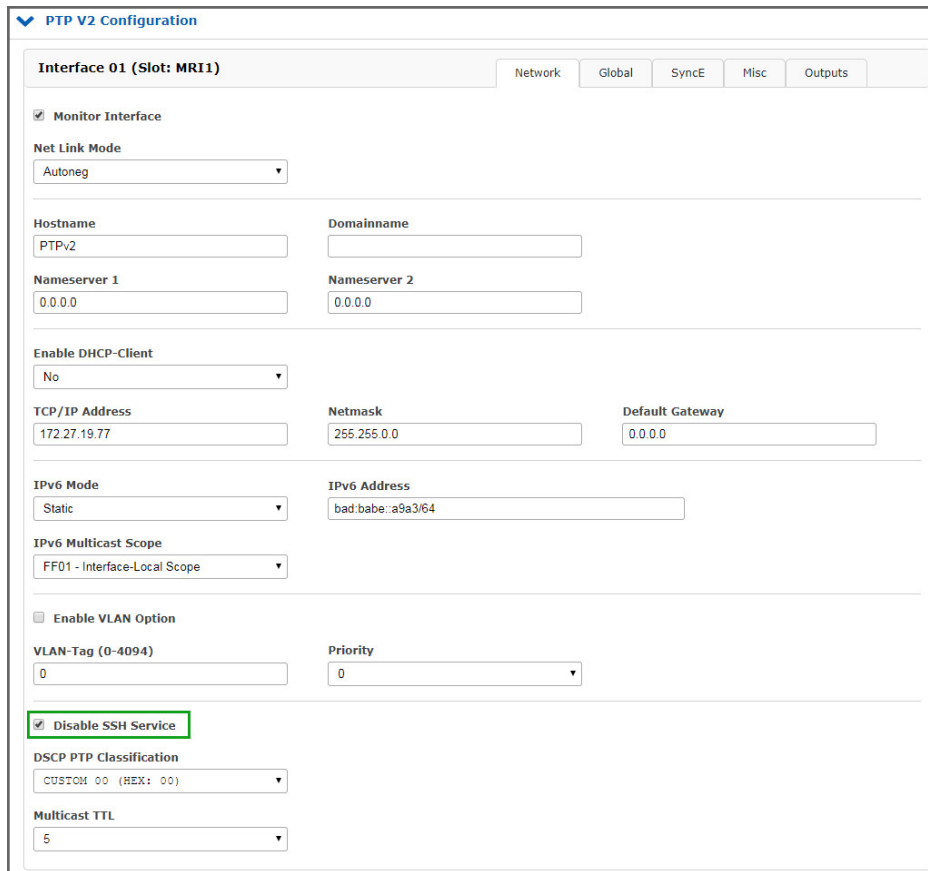 PTP V2 Configuration
Interface 01 (Slot: MRI1)
Network Global SyncE Misc Outputs
Monitor Interface
Net Link Mode
Autoneg
Hostname Domainname
PTPv2
Nameserver 1 Nameserver 2
0.0.0.0 0.0.0.0
Enable DHCP-Client
No
TCP/IP Address Netmask Default Gateway
172.27.19.77 255.255.0.0 0.0.0.0
IPv6 Mode IPv6 Address
Static bad:babe::a9a3/64
IPv6 Multicast Scope
FF01 - Interface-Local Scope
Enable VLAN Option
VLAN-Tag (0-4094) Priority
0 0
Disable SSH Service
DSCP PTP Classification
CUSTOM 00 (HEX: 00)
Multicast TTL
5